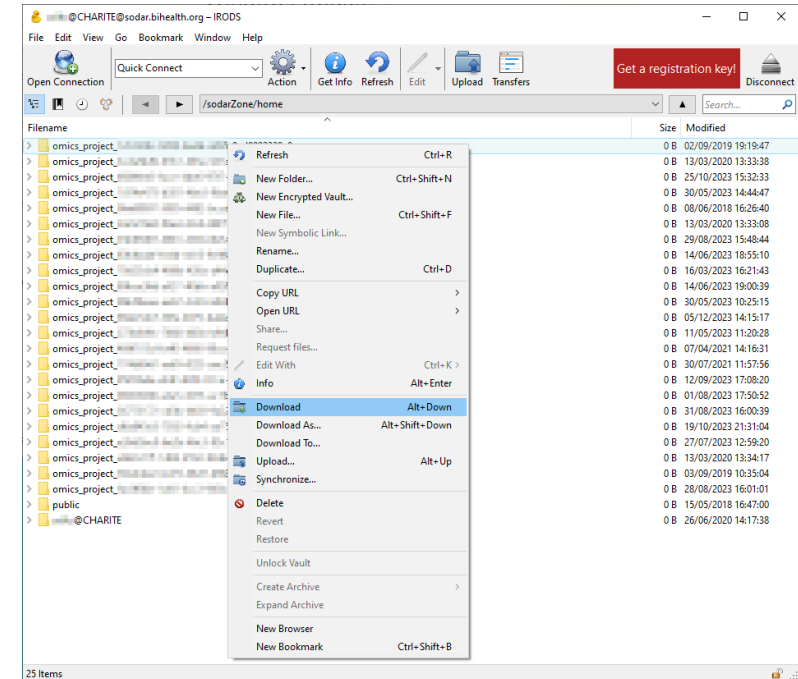 @CHARITE@sodar.bihealth.org – IRODS
File Edit View Go Bookmark Window Help
Open Connection
Quick Connect
Action
Get Info
Refresh
Edit
Upload
Transfers
Get a registration key!
Disconnect
/sodarZone/home
Search...
Filename Size Modified
omics_project_ 0 B 02/09/2019 19:19:47
omics_project_ 0 B 13/03/2020 13:33:38
omics_project_ 0 B 25/10/2023 15:32:33
omics_project_ 0 B 30/05/2023 14:44:47
omics_project_ 0 B 08/06/2018 16:26:40
omics_project_ 0 B 13/03/2020 13:33:08
omics_project_ 0 B 29/08/2023 15:48:44
omics_project_ 0 B 14/06/2023 18:55:10
omics_project_ 0 B 16/03/2022 16:21:43
omics_project_ 0 B 14/06/2023 19:00:39
omics_project_ 0 B 30/05/2023 10:25:15
omics_project_ 0 B 05/12/2023 14:15:17
omics_project_ 0 B 11/05/2023 11:20:28
omics_project_ 0 B 07/04/2021 14:16:31
omics_project_ 0 B 30/07/2021 11:57:56
omics_project_ 0 B 12/09/2023 17:08:20
omics_project_ 0 B 01/08/2023 17:50:52
omics_project_ 0 B 31/08/2023 16:00:39
omics_project_ 0 B 19/10/2023 21:31:04
omics_project_ 0 B 27/07/2023 12:59:20
omics_project_ 0 B 13/03/2020 13:34:17
omics_project_ 0 B 03/09/2019 10:35:04
omics_project_ 0 B 28/08/2023 16:01:01
public 0 B 15/05/2018 16:47:00
@CHARITE 0 B 26/06/2020 14:17:38
Refresh Ctrl+R
New Folder... Ctrl+Shift+N
New Encrypted Vault...
New File... Ctrl+Shift+F
New Symbolic Link...
Rename...
Duplicate... Ctrl+D
Copy URL
Open URL
Share...
Request files...
Edit With Ctrl+K
Info Alt+Enter
Download Alt+Down
Download As... Alt+Shift+Down
Download To...
Upload... Alt+Up
Synchronize...
Delete
Revert
Restore
Unlock Vault
Create Archive
Expand Archive
New Browser
New Bookmark Ctrl+Shift+B
25 Items